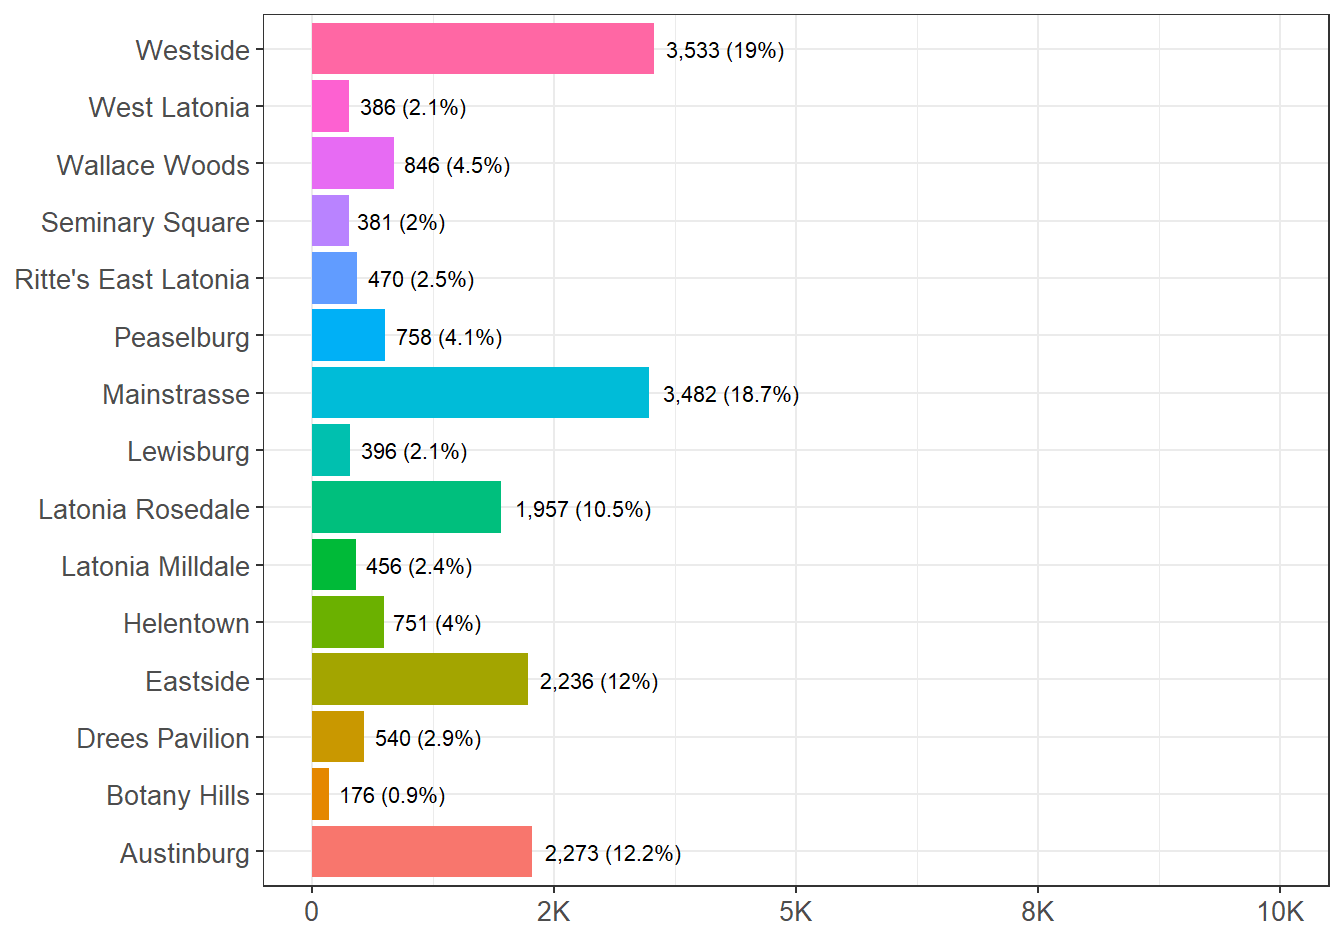 Westside 3,533 (19%)
West Latonia 386 (2.1%)
Wallace Woods 846 (4.5%)
Seminary Square 381 (2%)
Ritte's East Latonia 470 (2.5%)
Peaselburg 758 (4.1%)
Mainstrasse 3,482 (18.7%)
Lewisburg 396 (2.1%)
Latonia Rosedale 1,957 (10.5%)
Latonia Milldale 456 (2.4%)
Helentown 751 (4%)
Eastside 2,236 (12%)
Drees Pavilion 540 (2.9%)
Botany Hills 176 (0.9%)
Austinburg 2,273 (12.2%)
0 2K 5K 8K 10K